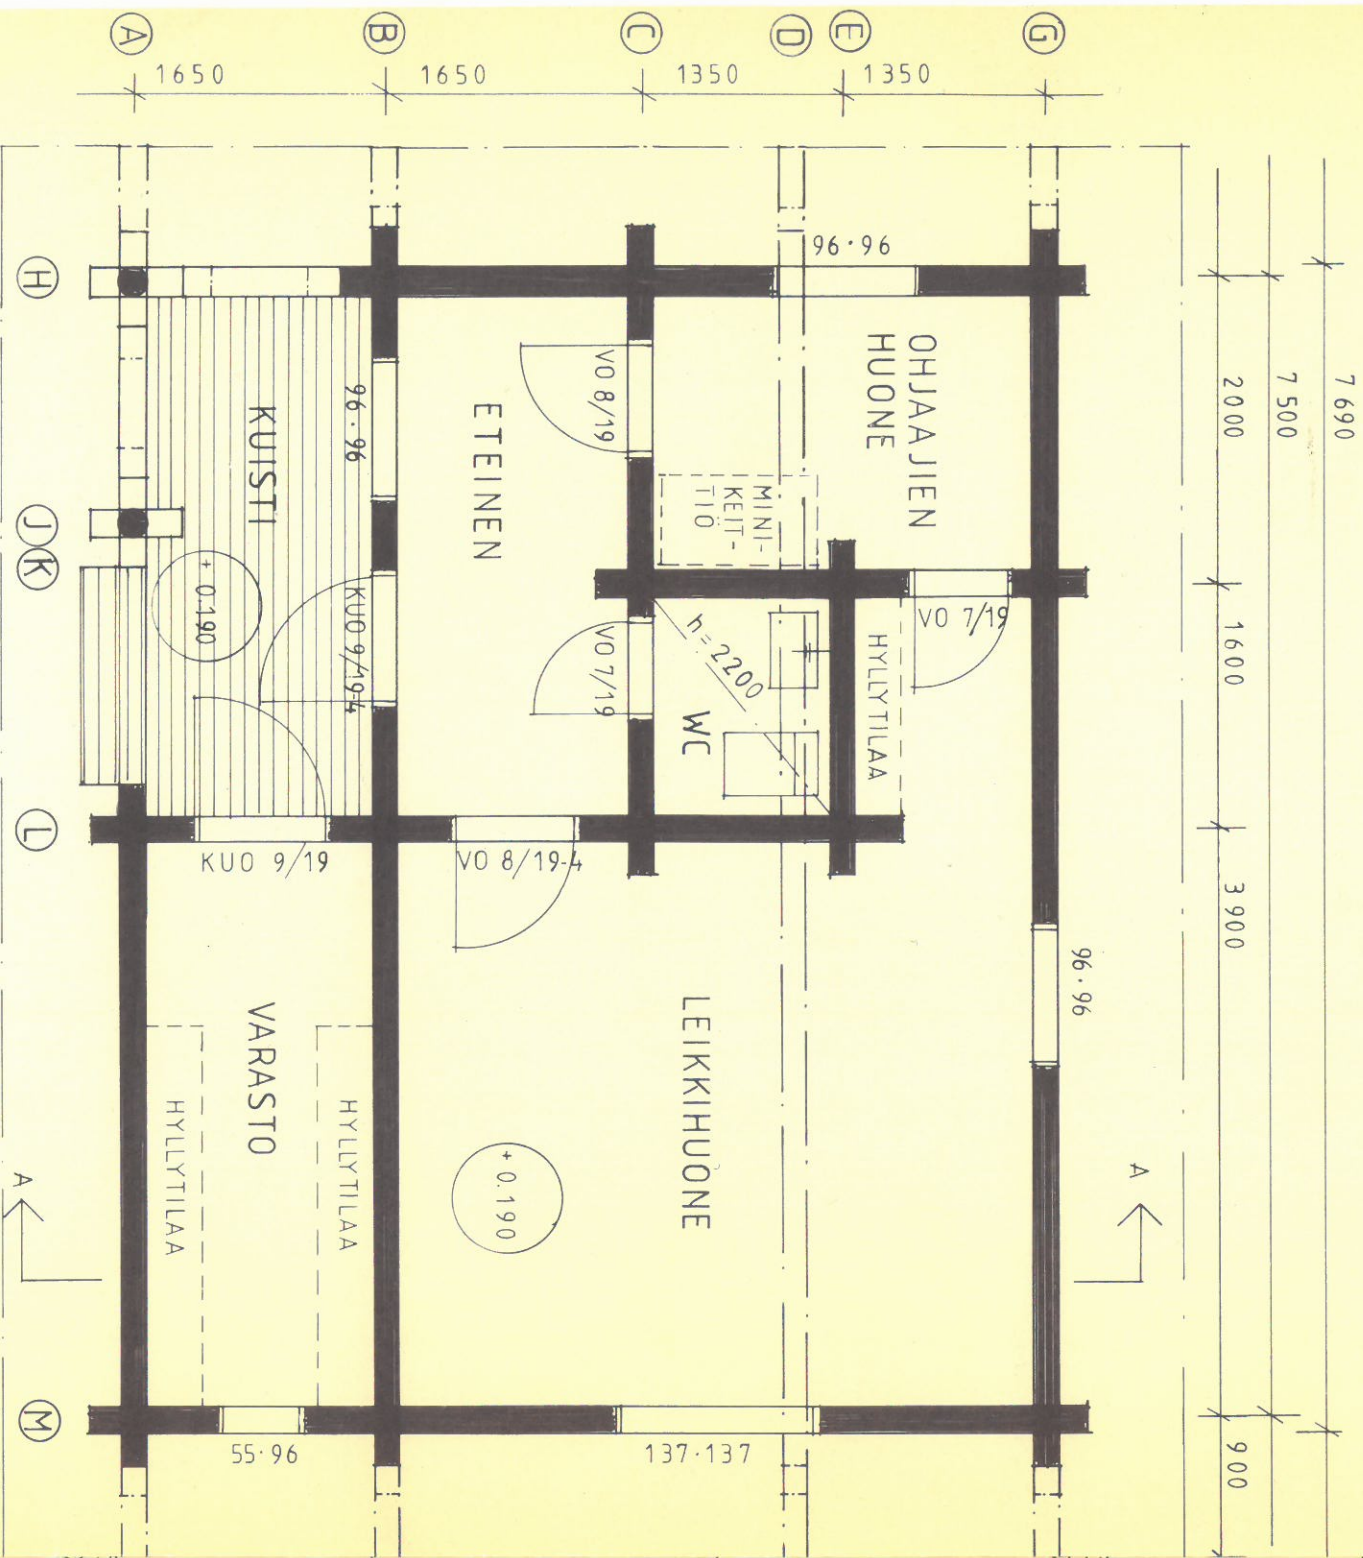 A
B
C
D
E
G
1650
1650
1350
1350
7690
7500
2000
1600
3900
900
H
J
K
L
M
96·96
OHJAAJIEN
HUONE
VO 8/19
MINI-
KEIT-
TIÖ
ETEINEN
96·96
KUISTI
+0.190
KUO 9/19-4
VO 7/19
h=2200
WC
HYLLYTILAA
VO 7/19
KUO 9/19
VO 8/19-4
96·96
LEIKKIHUONE
+0.190
VARASTO
HYLLYTILAA
HYLLYTILAA
A
A
55·96
137·137